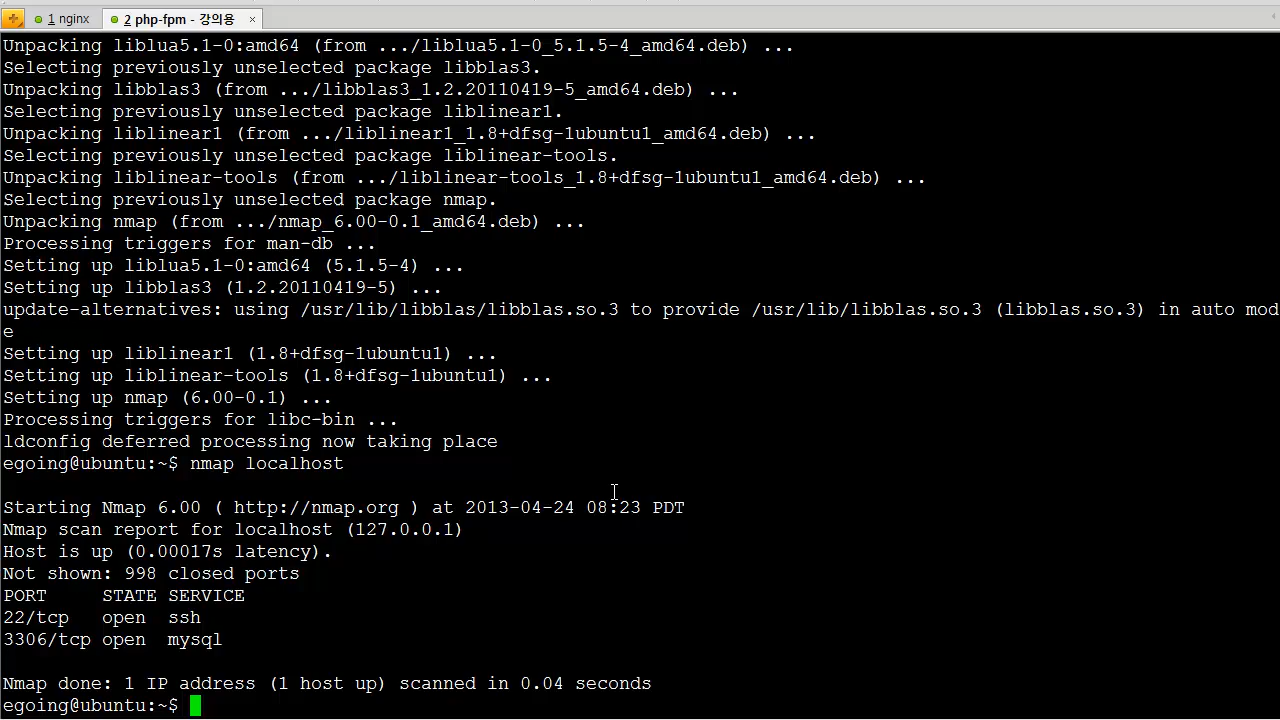 1 nginx
2 php-fpm - 강의용 ×
Unpacking liblua5.1-0:amd64 (from .../liblua5.1-0_5.1.5-4_amd64.deb) ...
Selecting previously unselected package libblas3.
Unpacking libblas3 (from .../libblas3_1.2.20110419-5_amd64.deb) ...
Selecting previously unselected package liblinear1.
Unpacking liblinear1 (from .../liblinear1_1.8+dfsg-1ubuntu1_amd64.deb) ...
Selecting previously unselected package liblinear-tools.
Unpacking liblinear-tools (from .../liblinear-tools_1.8+dfsg-1ubuntu1_amd64.deb) ...
Selecting previously unselected package nmap.
Unpacking nmap (from .../nmap_6.00-0.1_amd64.deb) ...
Processing triggers for man-db ...
Setting up liblua5.1-0:amd64 (5.1.5-4) ...
Setting up libblas3 (1.2.20110419-5) ...
update-alternatives: using /usr/lib/libblas/libblas.so.3 to provide /usr/lib/libblas.so.3 (libblas.so.3) in auto mod
e
Setting up liblinear1 (1.8+dfsg-1ubuntu1) ...
Setting up liblinear-tools (1.8+dfsg-1ubuntu1) ...
Setting up nmap (6.00-0.1) ...
Processing triggers for libc-bin ...
ldconfig deferred processing now taking place
egoing@ubuntu:~$ nmap localhost
Starting Nmap 6.00 ( http://nmap.org ) at 2013-04-24 08:23 PDT
Nmap scan report for localhost (127.0.0.1)
Host is up (0.00017s latency).
Not shown: 998 closed ports
PORT     STATE SERVICE
22/tcp   open  ssh
3306/tcp open  mysql
Nmap done: 1 IP address (1 host up) scanned in 0.04 seconds
egoing@ubuntu:~$